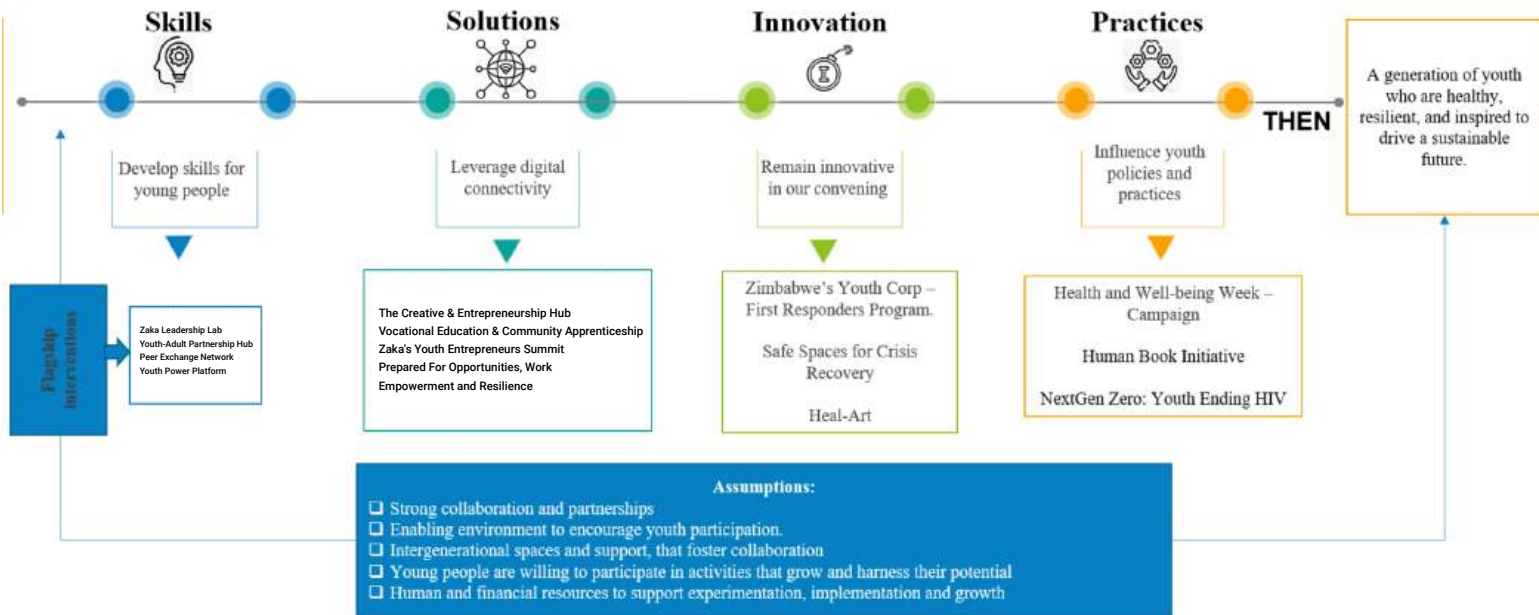 Skills
Solutions
Innovation
Practices
I
THEN
A generation of youth
who are healthy,
resilient, and inspired to
drive a sustainable
future.
Develop skills for
young people
Leverage digital
connectivity
Remain innovative
in our convening
Influence youth
policies and
practices
Flagship
interventions
Zaka Leadership Lab
Youth-Adult Partnership Hub
Peer Exchange Network
Youth Power Platform
The Creative & Entrepreneurship Hub
Vocational Education & Community Apprenticeship
Zaka's Youth Entrepreneurs Summit
Prepared For Opportunities, Work
Empowerment and Resilience
Zimbabwe's Youth Corp –
First Responders Program.
Safe Spaces for Crisis
Recovery
Heal-Art
Health and Well-being Week –
Campaign
Human Book Initiative
NextGen Zero: Youth Ending HIV
Assumptions:
❑ Strong collaboration and partnerships
❑ Enabling environment to encourage youth participation.
❑ Intergenerational spaces and support, that foster collaboration
❑ Young people are willing to participate in activities that grow and harness their potential
❑ Human and financial resources to support experimentation, implementation and growth